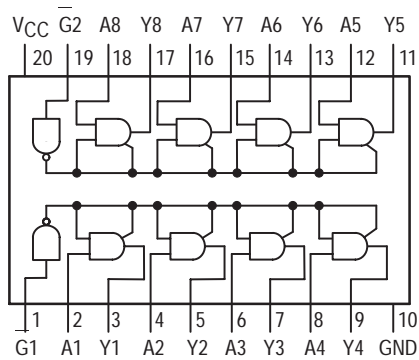 VCC G̅2 A8 Y8 A7 Y7 A6 Y6 A5 Y5
20 19 18 17 16 15 14 13 12 11
1 2 3 4 5 6 7 8 9 10
G̅1 A1 Y1 A2 Y2 A3 Y3 A4 Y4 GND